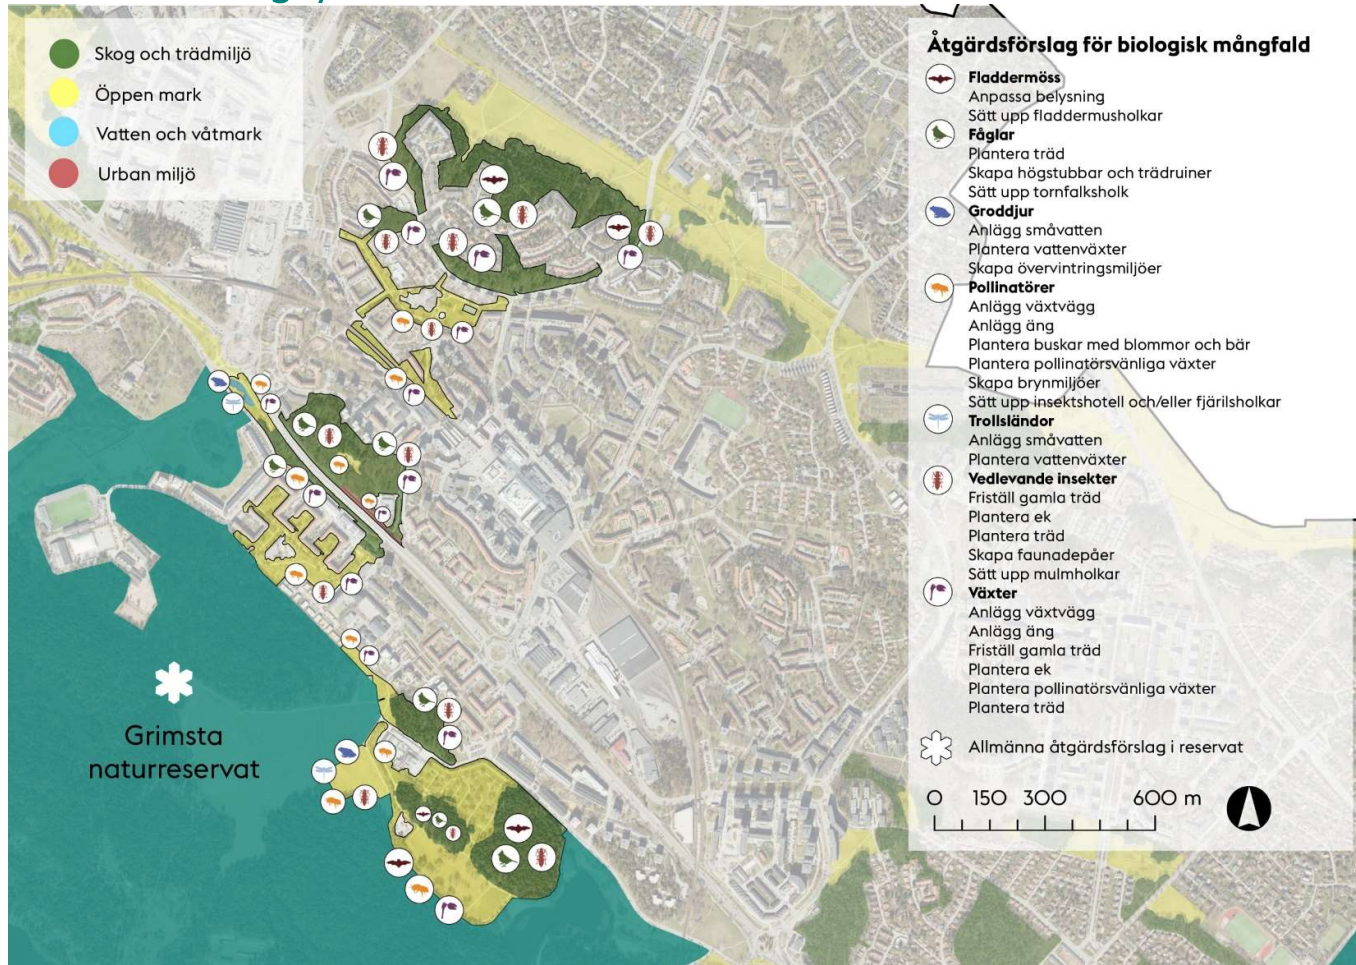 Skog och trädmiljö
Öppen mark
Vatten och våtmark
Urban miljö
Grimsta
naturreservat
Åtgärdsförslag för biologisk mångfald
Fladdermöss
Anpassa belysning
Sätt upp fladdermusholkar
Fåglar
Plantera träd
Skapa högstubbar och trädruiner
Sätt upp tornfalksholk
Groddjur
Anlägg småvatten
Plantera vattenväxter
Skapa övervintringsmiljöer
Pollinatörer
Anlägg växtvägg
Anlägg äng
Plantera buskar med blommor och bär
Plantera pollinatörsvänliga växter
Skapa brynmiljöer
Sätt upp insektshotell och/eller fjärilsholkar
Trollsländor
Anlägg småvatten
Plantera vattenväxter
Vedlevande insekter
Friställ gamla träd
Plantera ek
Plantera träd
Skapa faunadepåer
Sätt upp mulmholkar
Växter
Anlägg växtvägg
Anlägg äng
Friställ gamla träd
Plantera ek
Plantera pollinatörsvänliga växter
Plantera träd
Allmänna åtgärdsförslag i reservat
0 150 300 600 m